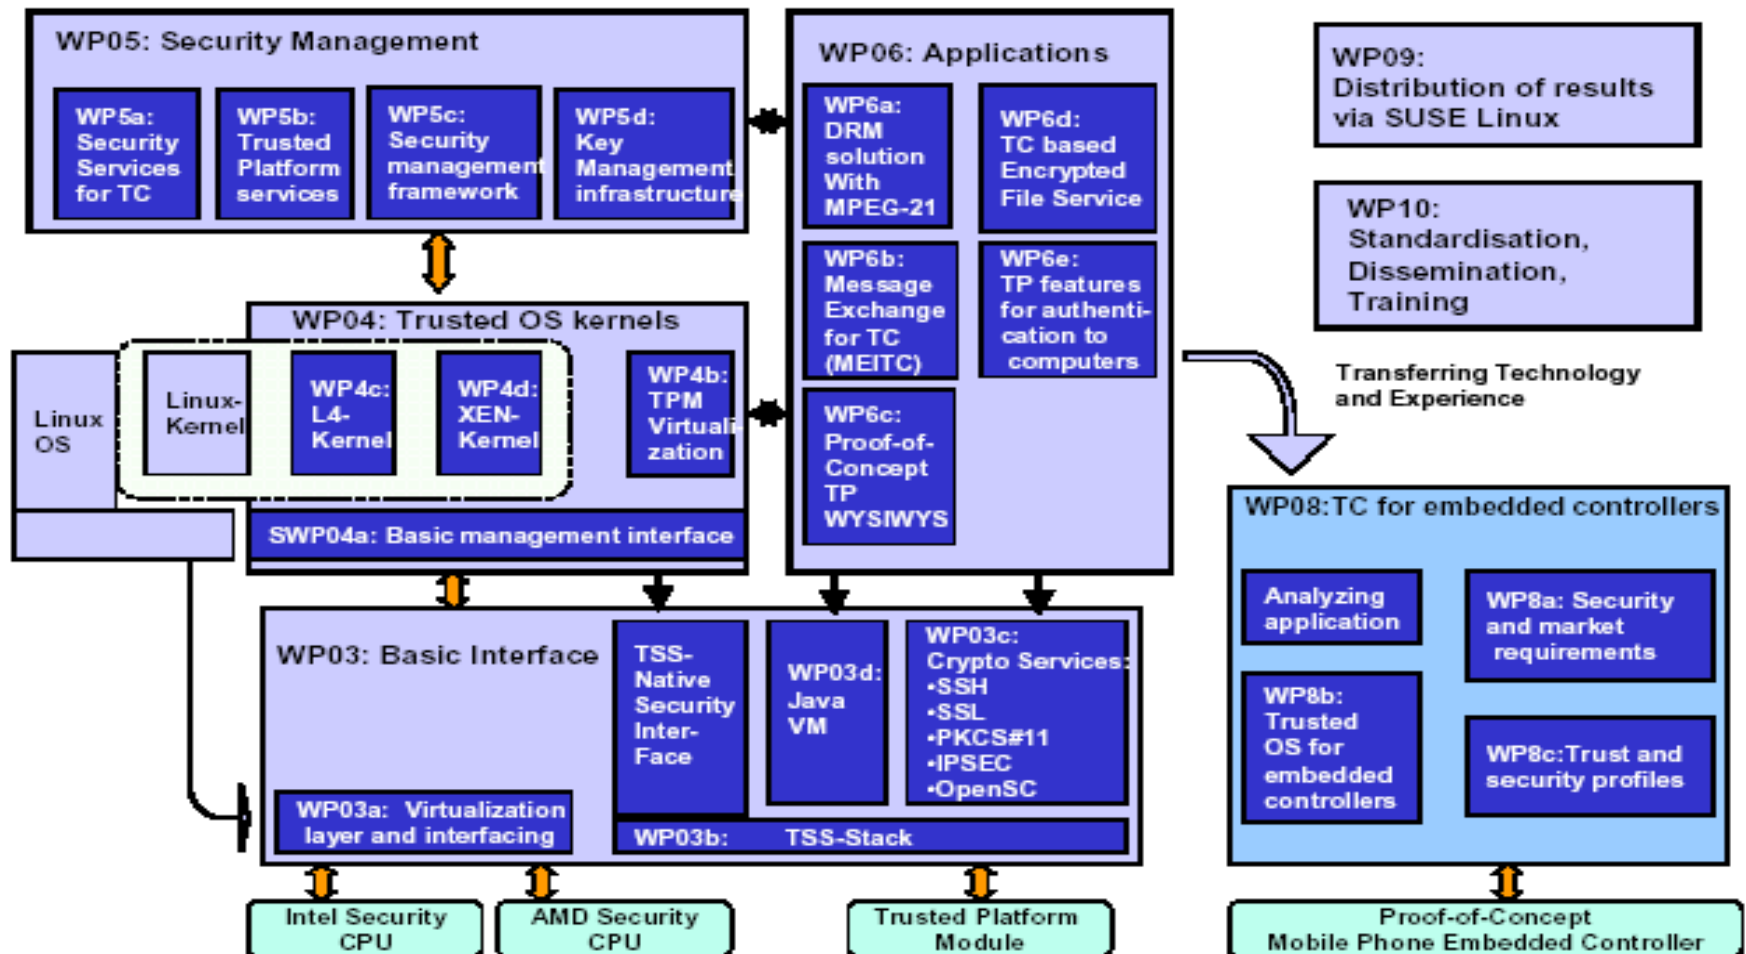 WP05: Security Management
WP5a:
Security
Services
for TC
WP5b:
Trusted
Platform
services
WP5c:
Security
management
framework
WP5d:
Key
Management
infrastructure
WP06: Applications
WP6a:
DRM
solution
With
MPEG-21
WP6d:
TC based
Encrypted
File Service
WP6b:
Message
Exchange
for TC
(MEITC)
WP6e:
TP features
for authenti-
cation to
computers
WP6c:
Proof-of-
Concept
TP
WYSIWYS
WP09:
Distribution of results
via SUSE Linux
WP10:
Standardisation,
Dissemination,
Training
WP04: Trusted OS kernels
Linux
OS
Linux-
Kernel
WP4c:
L4-
Kernel
WP4d:
XEN-
Kernel
WP4b:
TPM
Virtuali-
zation
SWP04a: Basic management interface
Transferring Technology
and Experience
WP03: Basic Interface
TSS-
Native
Security
Inter-
Face
WP03d:
Java
VM
WP03c:
Crypto Services:
•SSH
•SSL
•PKCS#11
•IPSEC
•OpenSC
WP03a: Virtualization
layer and interfacing
WP03b: TSS-Stack
WP08:TC for embedded controllers
Analyzing
application
WP8a: Security
and market
requirements
WP8b:
Trusted
OS for
embedded
controllers
WP8c:Trust and
security profiles
Intel Security
CPU
AMD Security
CPU
Trusted Platform
Module
Proof-of-Concept
Mobile Phone Embedded Controller